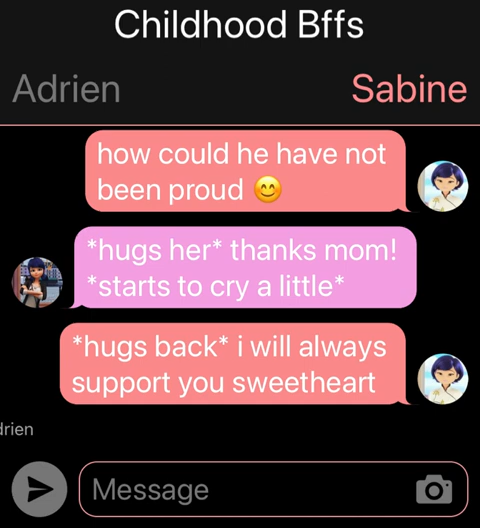 Childhood Bffs
Adrien Sabine
how could he have not
been proud 😊
*hugs her* thanks mom!
*starts to cry a little*
*hugs back* i will always
support you sweetheart
drien
Message